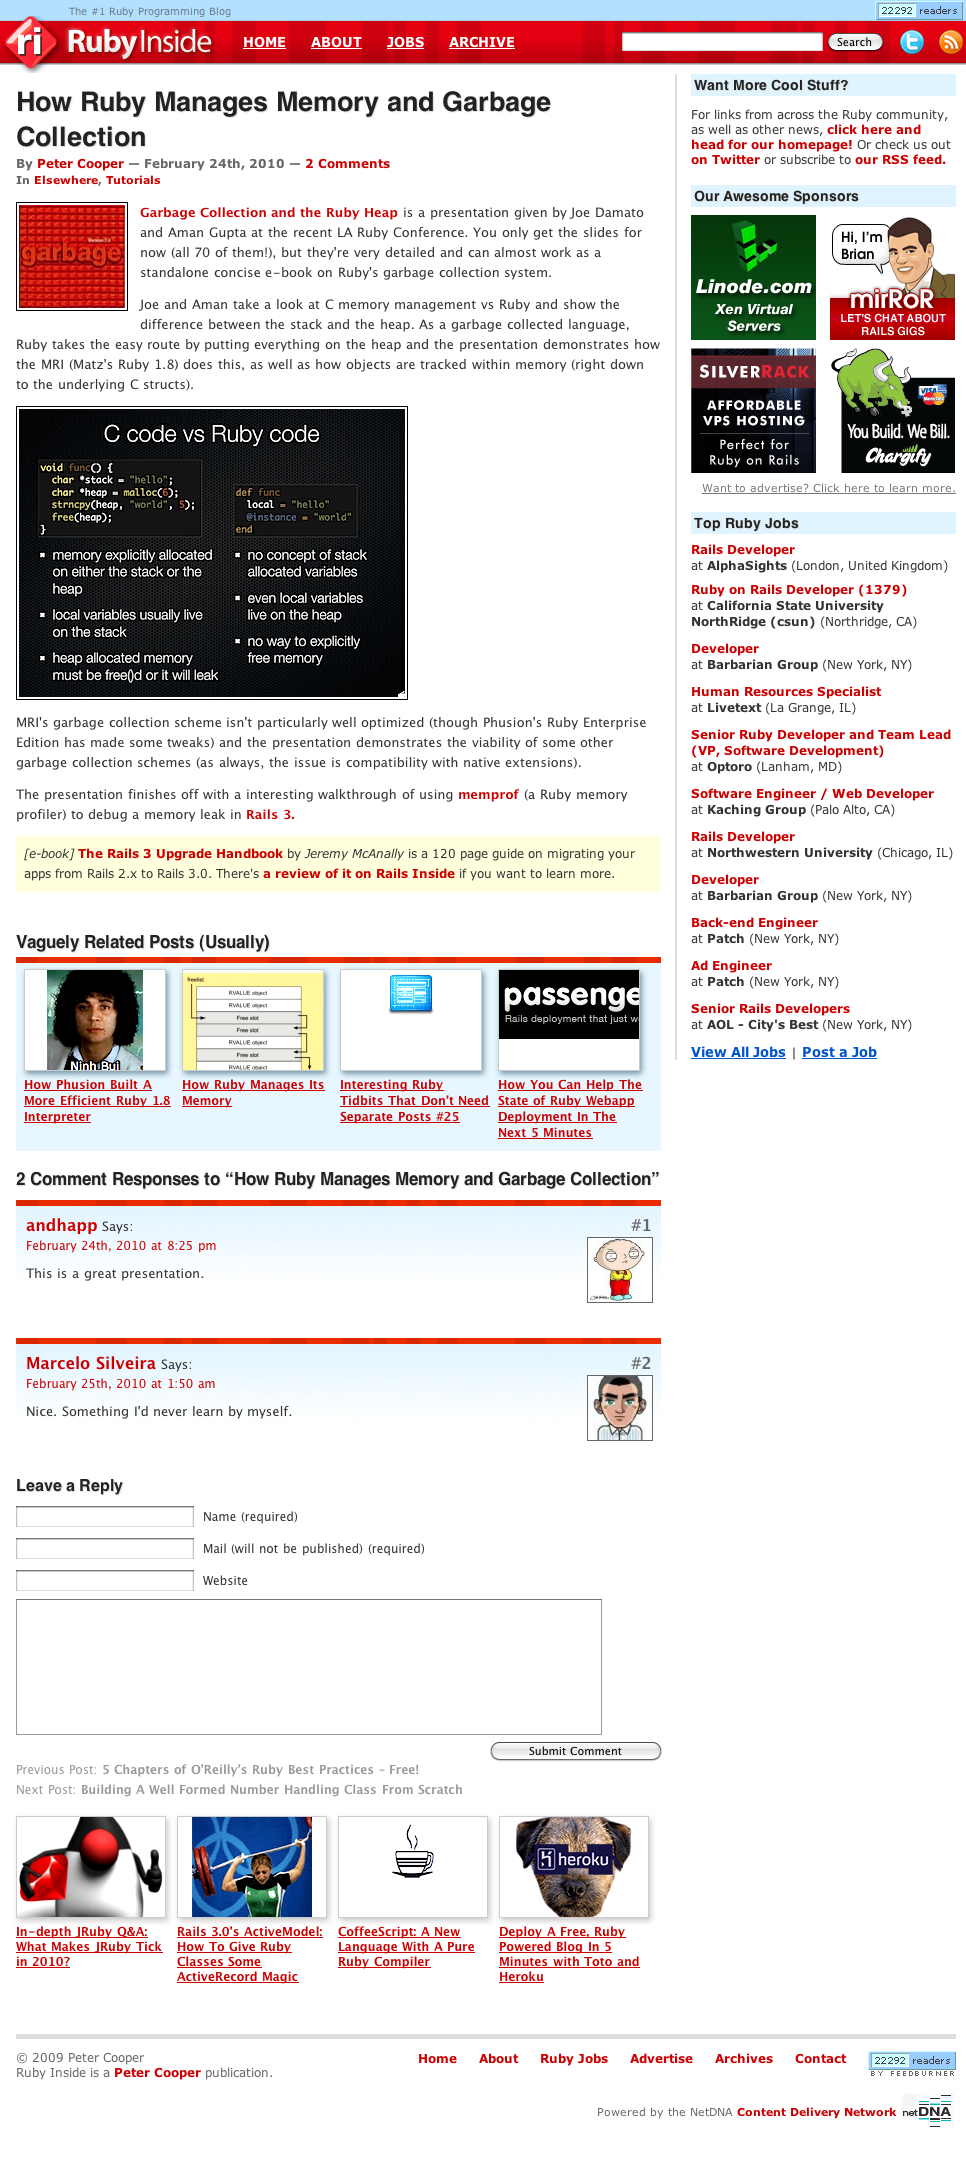 The #1 Ruby Programming Blog
22292 readers
ri RubyInside
HOME ABOUT JOBS ARCHIVE
Search
How Ruby Manages Memory and Garbage
Collection
By Peter Cooper — February 24th, 2010 — 2 Comments
In Elsewhere, Tutorials
garbage
Garbage Collection and the Ruby Heap is a presentation given by Joe Damato
and Aman Gupta at the recent LA Ruby Conference. You only get the slides for
now (all 70 of them!), but they're very detailed and can almost work as a
standalone concise e-book on Ruby's garbage collection system.
Joe and Aman take a look at C memory management vs Ruby and show the
difference between the stack and the heap. As a garbage collected language,
Ruby takes the easy route by putting everything on the heap and the presentation demonstrates how
the MRI (Matz's Ruby 1.8) does this, as well as how objects are tracked within memory (right down
to the underlying C structs).
C code vs Ruby code
void func() {
char *stack = "hello";
char *heap = malloc(6);
strncpy(heap, "world", 5);
free(heap);
}
def func
local = "hello"
@instance = "world"
end
▪ memory explicitly allocated
on either the stack or the
heap
▪ local variables usually live
on the stack
▪ heap allocated memory
must be free()d or it will leak
▪ no concept of stack
allocated variables
▪ even local variables
live on the heap
▪ no way to explicitly
free memory
MRI's garbage collection scheme isn't particularly well optimized (though Phusion's Ruby Enterprise
Edition has made some tweaks) and the presentation demonstrates the viability of some other
garbage collection schemes (as always, the issue is compatibility with native extensions).
The presentation finishes off with a interesting walkthrough of using memprof (a Ruby memory
profiler) to debug a memory leak in Rails 3.
[e-book] The Rails 3 Upgrade Handbook by Jeremy McAnally is a 120 page guide on migrating your
apps from Rails 2.x to Rails 3.0. There's a review of it on Rails Inside if you want to learn more.
Vaguely Related Posts (Usually)
Ninh Bui
freelist
RVALUE object
RVALUE object
Free slot
Free slot
RVALUE object
Free slot
RVALUE object
passenge
Rails deployment that just w
How Phusion Built A
More Efficient Ruby 1.8
Interpreter
How Ruby Manages Its
Memory
Interesting Ruby
Tidbits That Don't Need
Separate Posts #25
How You Can Help The
State of Ruby Webapp
Deployment In The
Next 5 Minutes
2 Comment Responses to “How Ruby Manages Memory and Garbage Collection”
andhapp Says:
#1
February 24th, 2010 at 8:25 pm
This is a great presentation.
Marcelo Silveira Says:
#2
February 25th, 2010 at 1:50 am
Nice. Something I'd never learn by myself.
Leave a Reply
Name (required)
Mail (will not be published) (required)
Website
Submit Comment
Previous Post: 5 Chapters of O'Reilly's Ruby Best Practices – Free!
Next Post: Building A Well Formed Number Handling Class From Scratch
heroku
In-depth JRuby Q&A:
What Makes JRuby Tick
in 2010?
Rails 3.0's ActiveModel:
How To Give Ruby
Classes Some
ActiveRecord Magic
CoffeeScript: A New
Language With A Pure
Ruby Compiler
Deploy A Free, Ruby
Powered Blog In 5
Minutes with Toto and
Heroku
Want More Cool Stuff?
For links from across the Ruby community,
as well as other news, click here and
head for our homepage! Or check us out
on Twitter or subscribe to our RSS feed.
Our Awesome Sponsors
Linode.com
Xen Virtual
Servers
Hi, I'm
Brian
mirRoR
LET'S CHAT ABOUT
RAILS GIGS
SILVERRACK
AFFORDABLE
VPS HOSTING
Perfect for
Ruby on Rails
VISA
You Build. We Bill.
Chargify
Want to advertise? Click here to learn more.
Top Ruby Jobs
Rails Developer
at AlphaSights (London, United Kingdom)
Ruby on Rails Developer (1379)
at California State University
NorthRidge (csun) (Northridge, CA)
Developer
at Barbarian Group (New York, NY)
Human Resources Specialist
at Livetext (La Grange, IL)
Senior Ruby Developer and Team Lead
(VP, Software Development)
at Optoro (Lanham, MD)
Software Engineer / Web Developer
at Kaching Group (Palo Alto, CA)
Rails Developer
at Northwestern University (Chicago, IL)
Developer
at Barbarian Group (New York, NY)
Back-end Engineer
at Patch (New York, NY)
Ad Engineer
at Patch (New York, NY)
Senior Rails Developers
at AOL - City's Best (New York, NY)
View All Jobs | Post a Job
© 2009 Peter Cooper
Ruby Inside is a Peter Cooper publication.
Home About Ruby Jobs Advertise Archives Contact
22292 readers
BY FEEDBURNER
Powered by the NetDNA Content Delivery Network
netDNA